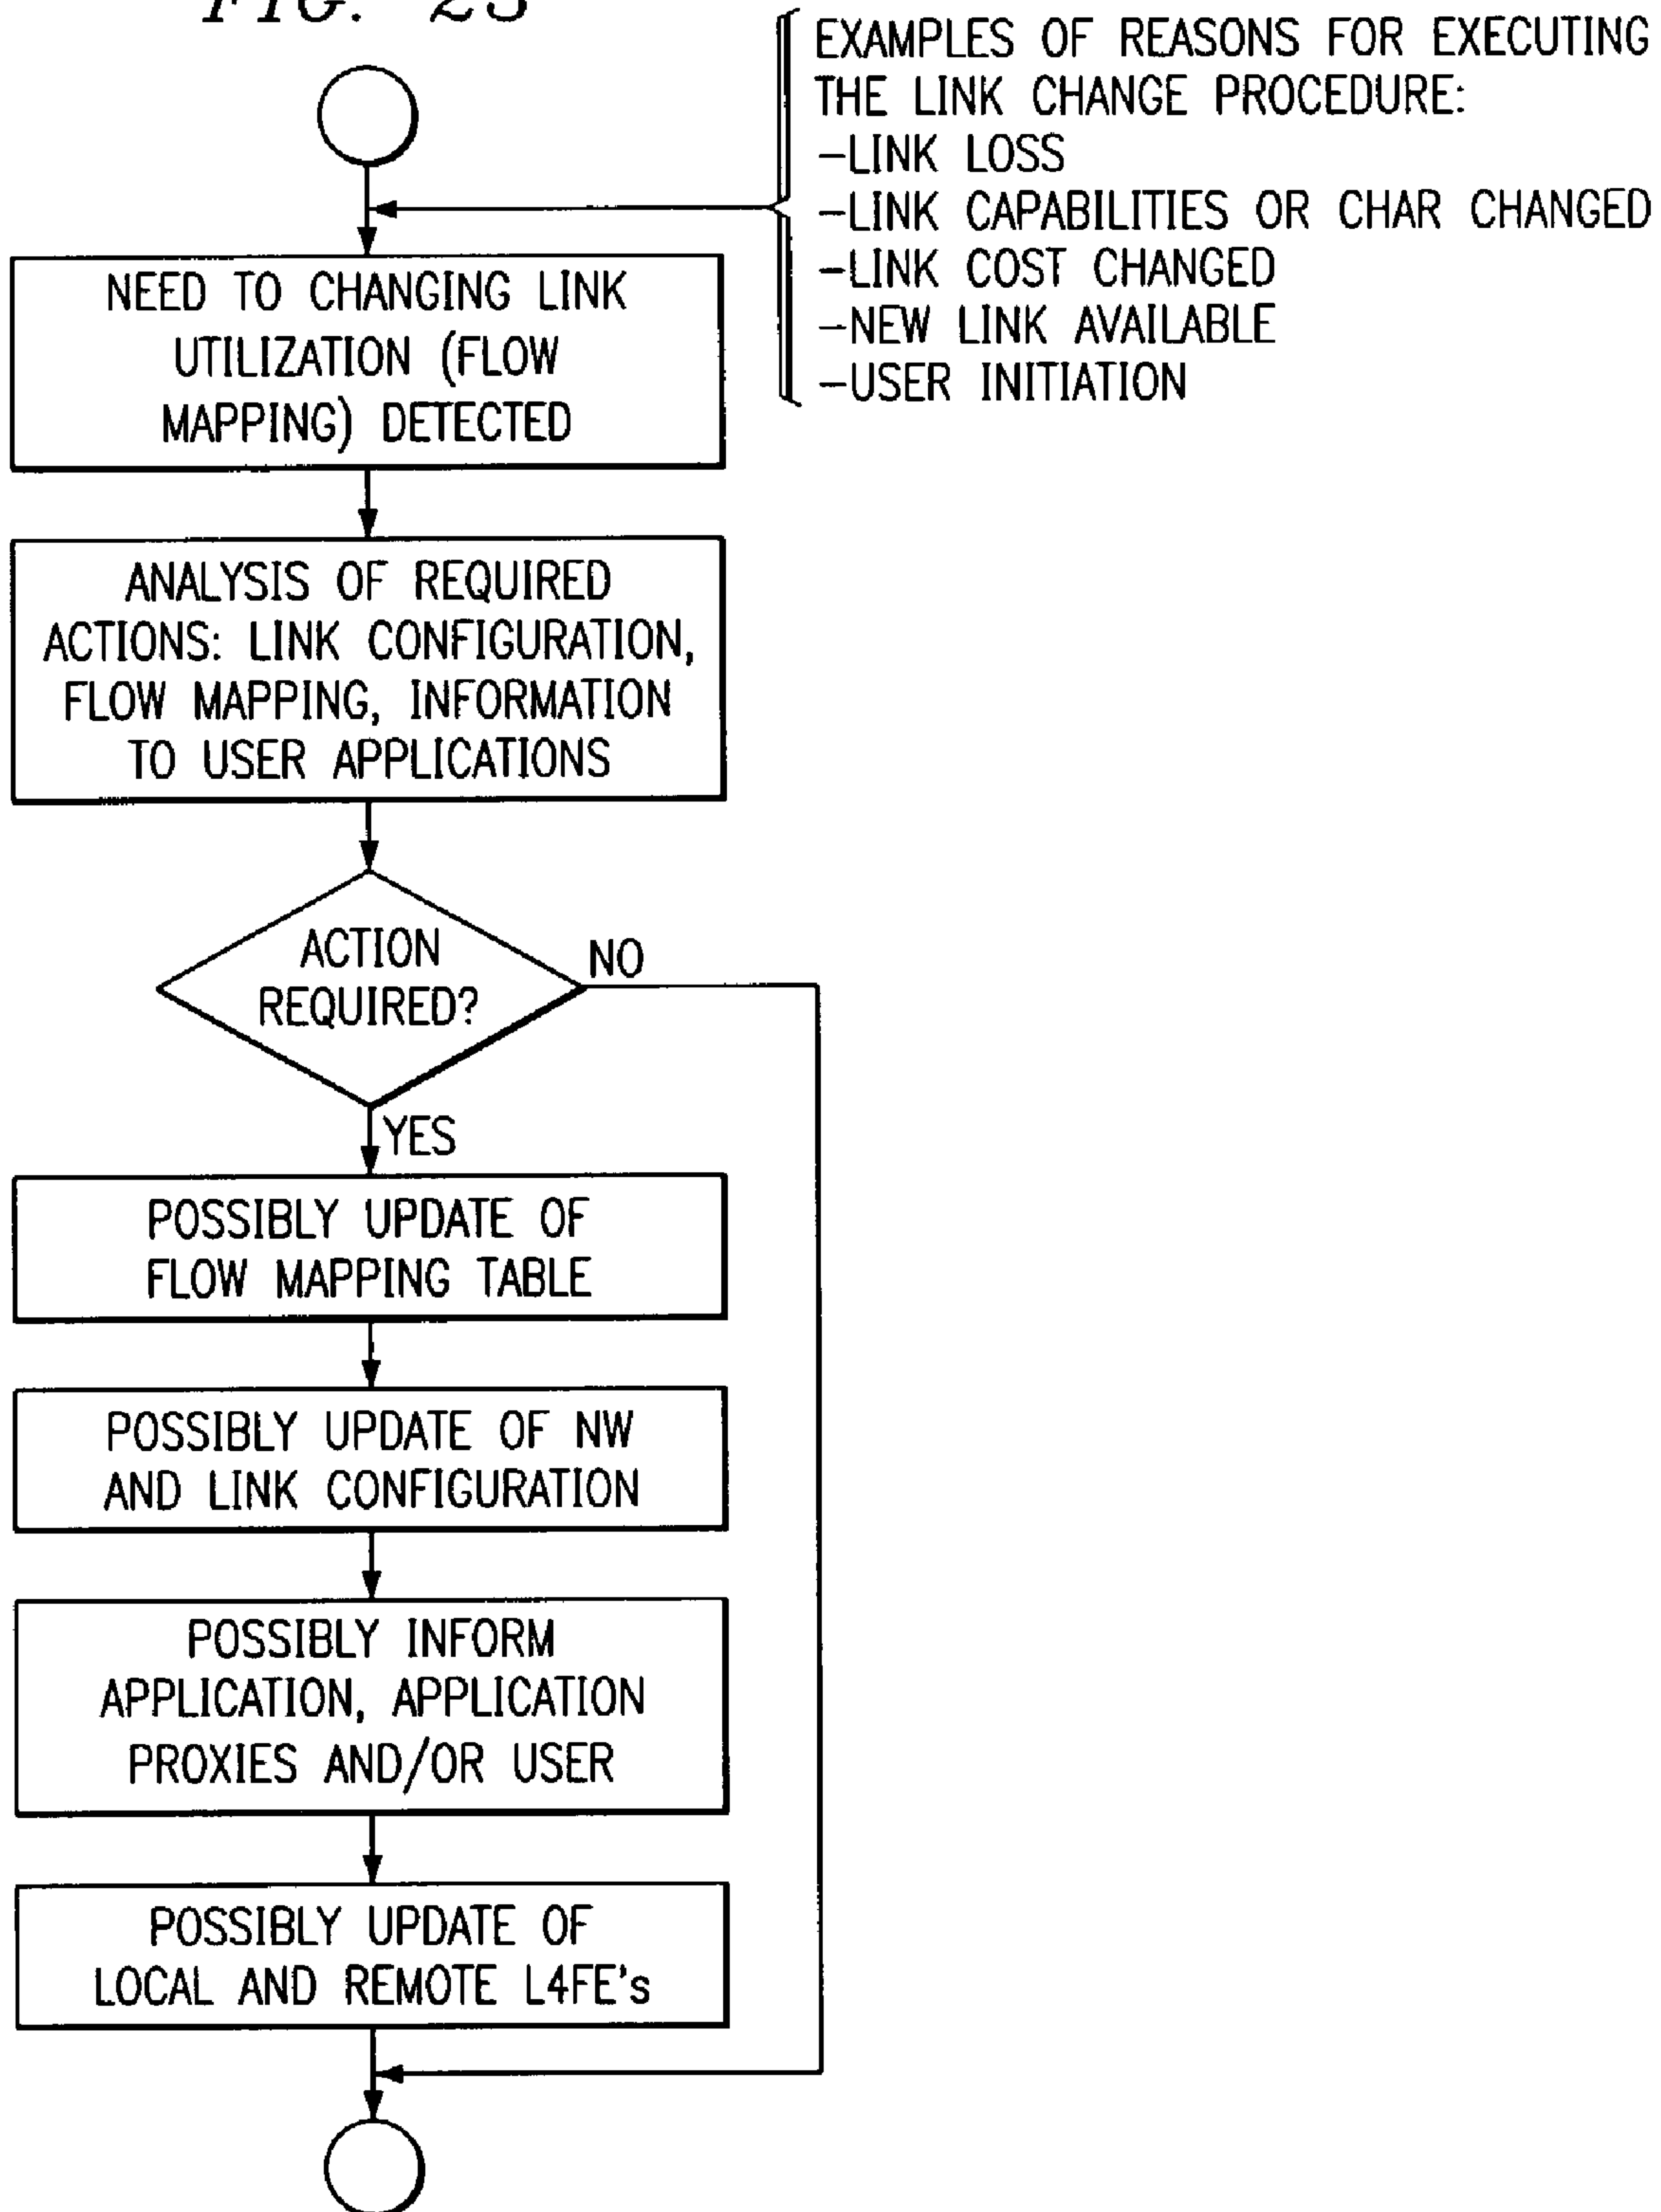 FIG. 23
EXAMPLES OF REASONS FOR EXECUTING
THE LINK CHANGE PROCEDURE:
-LINK LOSS
-LINK CAPABILITIES OR CHAR CHANGED
-LINK COST CHANGED
-NEW LINK AVAILABLE
-USER INITIATION
NEED TO CHANGING LINK
UTILIZATION (FLOW
MAPPING) DETECTED
ANALYSIS OF REQUIRED
ACTIONS: LINK CONFIGURATION,
FLOW MAPPING, INFORMATION
TO USER APPLICATIONS
ACTION
REQUIRED?
NO
YES
POSSIBLY UPDATE OF
FLOW MAPPING TABLE
POSSIBLY UPDATE OF NW
AND LINK CONFIGURATION
POSSIBLY INFORM
APPLICATION, APPLICATION
PROXIES AND/OR USER
POSSIBLY UPDATE OF
LOCAL AND REMOTE L4FE's